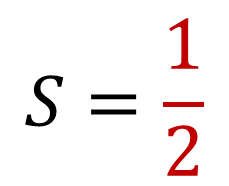 S = 1/2